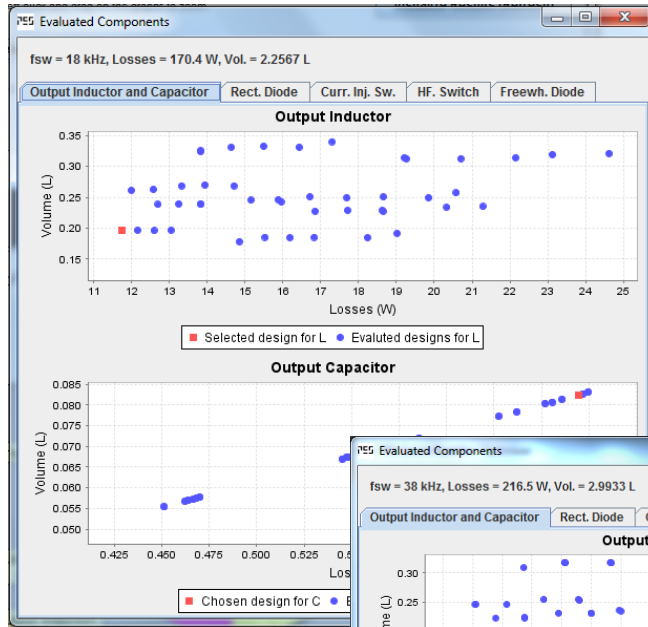 PES Evaluated Components
fsw = 18 kHz, Losses = 170.4 W, Vol. = 2.2567 L
Output Inductor and Capacitor Rect. Diode Curr. Inj. Sw. HF. Switch Freewh. Diode
Output Inductor
Volume (L)
0.35
0.30
0.25
0.20
0.15
11 12 13 14 15 16 17 18 19 20 21 22 23 24 25
Losses (W)
Selected design for L Evaluted designs for L
Output Capacitor
Volume (L)
0.085
0.080
0.075
0.070
0.065
0.060
0.055
0.050
0.425 0.450 0.475 0.500 0.525
Chosen design for C
PES Evaluated Components
fsw = 38 kHz, Losses = 216.5 W, Vol. = 2.9933 L
Output Inductor and Capacitor Rect. Diode
Output
0.30
0.25